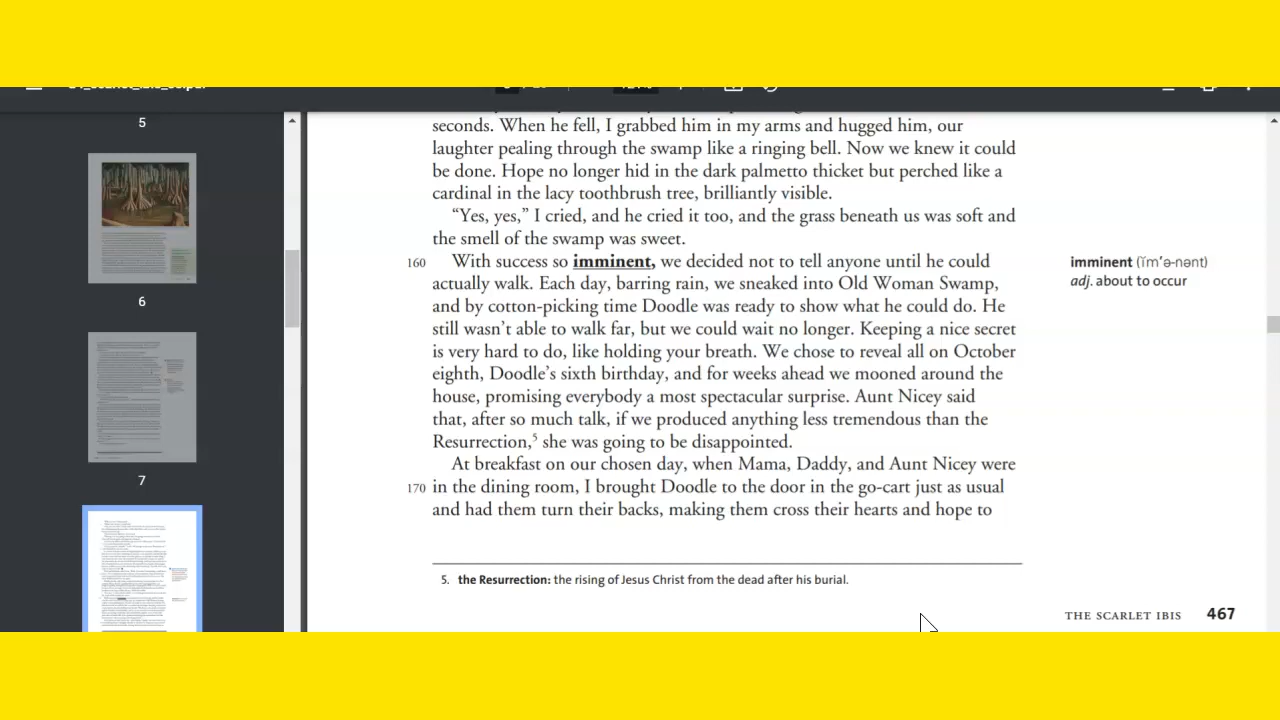 5
6
7
seconds. When he fell, I grabbed him in my arms and hugged him, our
laughter pealing through the swamp like a ringing bell. Now we knew it could
be done. Hope no longer hid in the dark palmetto thicket but perched like a
cardinal in the lacy toothbrush tree, brilliantly visible.
“Yes, yes,” I cried, and he cried it too, and the grass beneath us was soft and
the smell of the swamp was sweet.
160 With success so imminent, we decided not to tell anyone until he could
actually walk. Each day, barring rain, we sneaked into Old Woman Swamp,
and by cotton-picking time Doodle was ready to show what he could do. He
still wasn’t able to walk far, but we could wait no longer. Keeping a nice secret
is very hard to do, like holding your breath. We chose to reveal all on October
eighth, Doodle’s sixth birthday, and for weeks ahead we mooned around the
house, promising everybody a most spectacular surprise. Aunt Nicey said
that, after so much talk, if we produced anything less tremendous than the
Resurrection,5 she was going to be disappointed.
At breakfast on our chosen day, when Mama, Daddy, and Aunt Nicey were
170 in the dining room, I brought Doodle to the door in the go-cart just as usual
and had them turn their backs, making them cross their hearts and hope to
imminent (ĭm′ə-nənt)
adj. about to occur
5. the Resurrection: the rising of Jesus Christ from the dead after his burial.
THE SCARLET IBIS 467